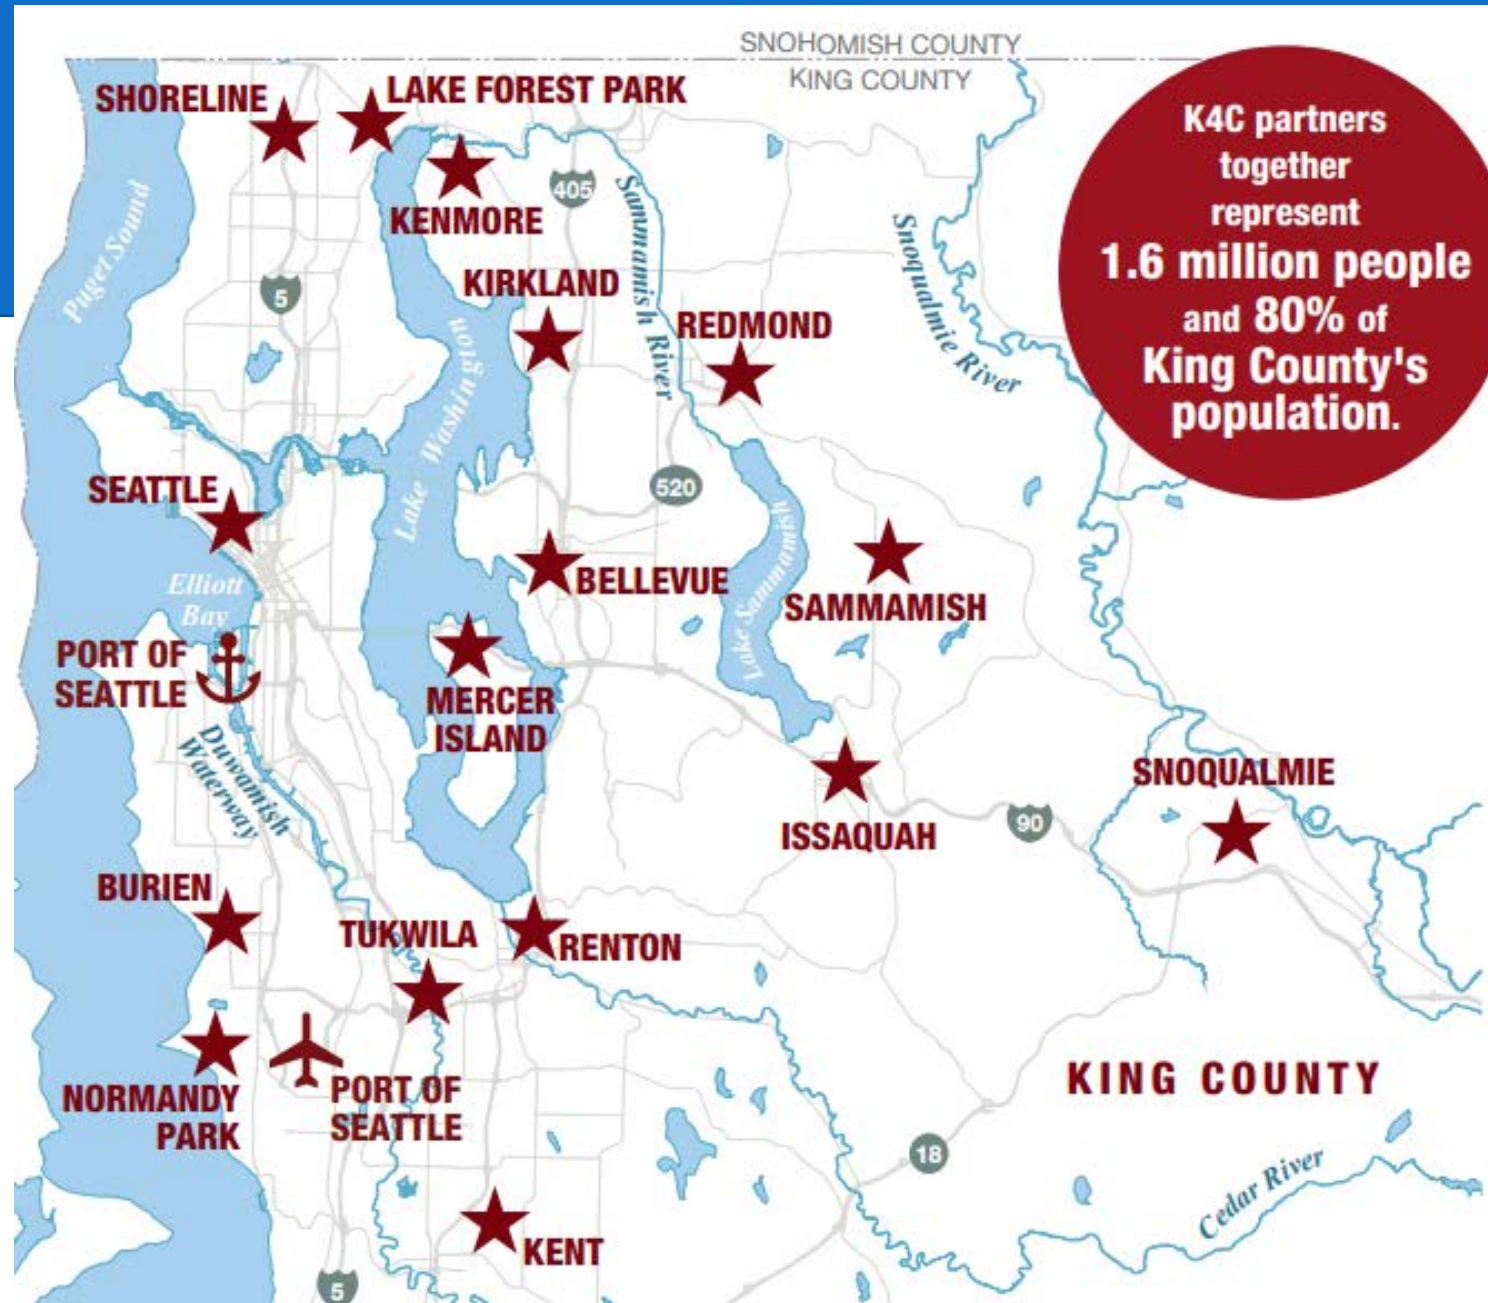 SNOHOMISH COUNTY
KING COUNTY
SHORELINE
LAKE FOREST PARK
KENMORE
405
Sammamish River
Puget Sound
5
KIRKLAND
REDMOND
Snoqualmie River
K4C partners
together
represent
1.6 million people
and 80% of
King County's
population.
Lake Washington
SEATTLE
520
Elliott
Bay
BELLEVUE
Lake Sammamish
SAMMAMISH
PORT OF
SEATTLE
MERCER
ISLAND
Duwamish
Waterway
ISSAQUAH
90
SNOQUALMIE
BURIEN
TUKWILA
RENTON
NORMANDY
PARK
PORT OF
SEATTLE
KING COUNTY
18
Cedar River
KENT
5